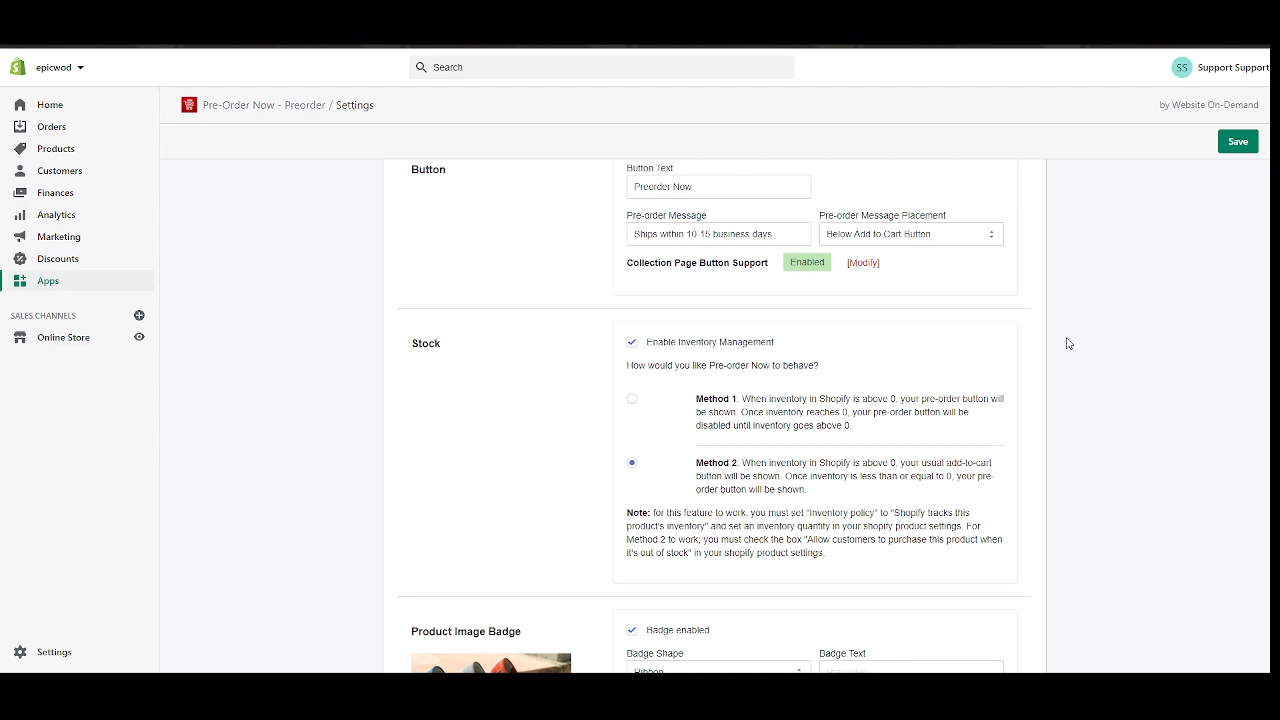 epicwod
Search
SS Support Support
Home
Orders
Products
Customers
Finances
Analytics
Marketing
Discounts
Apps
SALES CHANNELS
Online Store
Settings
Pre-Order Now - Preorder / Settings
by Website On-Demand
Save
Button
Button Text
Preorder Now
Pre-order Message
Pre-order Message Placement
Ships within 10-15 business days
Below Add to Cart Button
Collection Page Button Support Enabled [Modify]
Stock
Enable Inventory Management
How would you like Pre-order Now to behave?
Method 1: When inventory in Shopify is above 0, your pre-order button will
be shown. Once inventory reaches 0, your pre-order button will be
disabled until inventory goes above 0.
Method 2: When inventory in Shopify is above 0, your usual add-to-cart
button will be shown. Once inventory is less than or equal to 0, your pre-
order button will be shown.
Note: for this feature to work, you must set "Inventory policy" to "Shopify tracks this
product's inventory" and set an inventory quantity in your shopify product settings. For
Method 2 to work, you must check the box "Allow customers to purchase this product when
it's out of stock" in your shopify product settings.
Product Image Badge
Badge enabled
Badge Shape
Badge Text
Ribbon